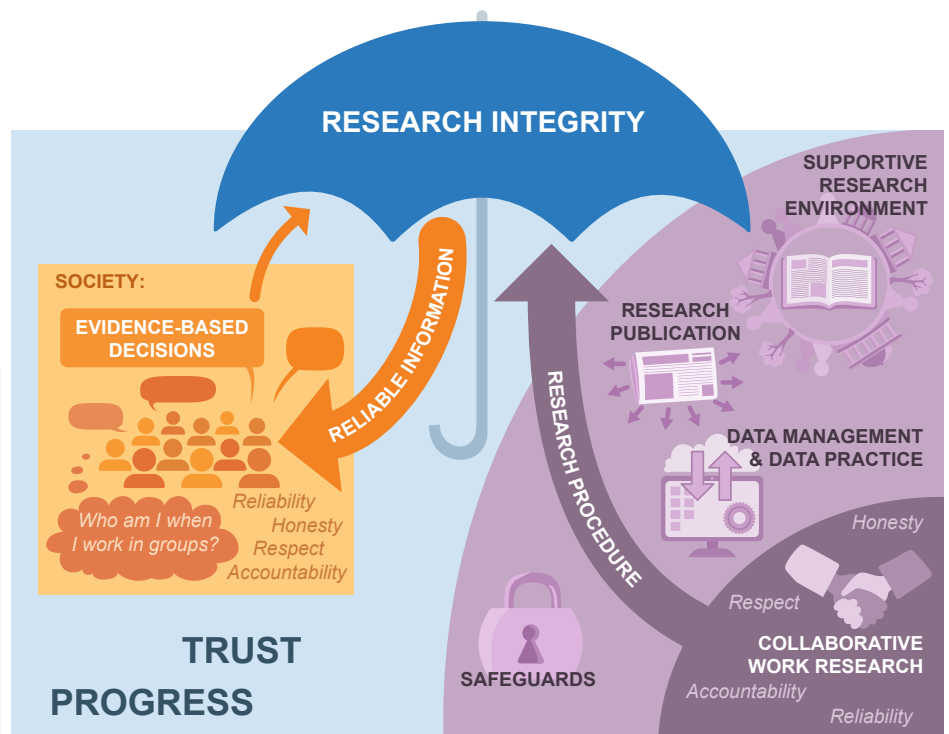 RESEARCH INTEGRITY
SUPPORTIVE
RESEARCH
ENVIRONMENT
SOCIETY:
EVIDENCE-BASED
DECISIONS
RELIABLE INFORMATION
RESEARCH
PUBLICATION
RESEARCH PROCEDURE
DATA MANAGEMENT
& DATA PRACTICE
Who am I when
I work in groups?
Reliability
Honesty
Respect
Accountability
Honesty
Respect
COLLABORATIVE
WORK RESEARCH
Accountability
Reliability
SAFEGUARDS
TRUST
PROGRESS